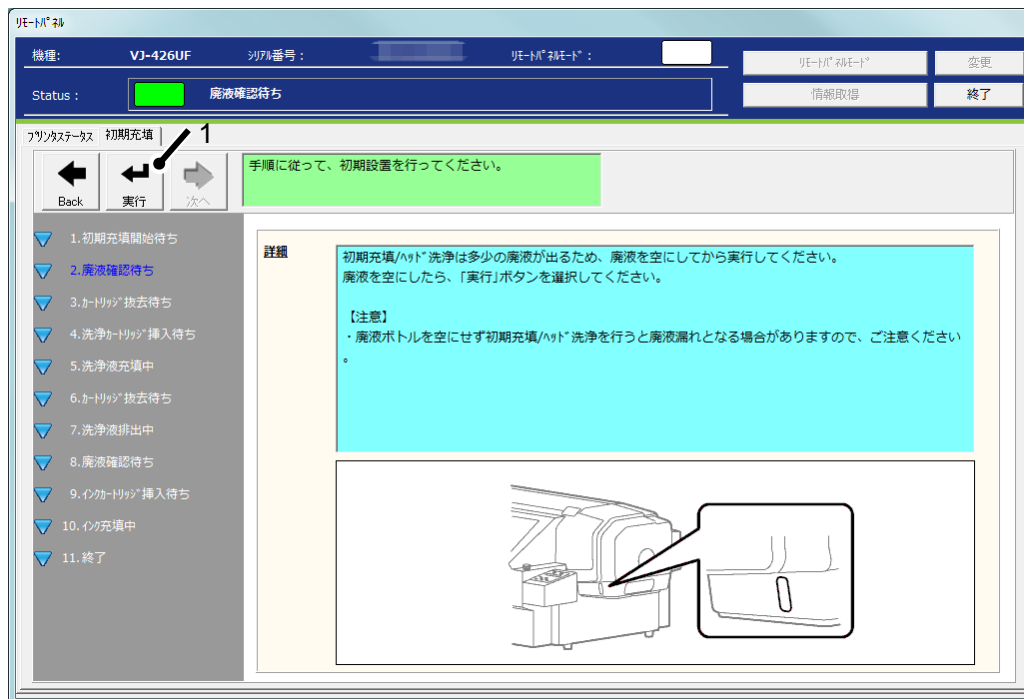 ﾘﾓｰﾄﾊﾟﾈﾙ
機種: VJ-426UF ｼﾘｱﾙ番号： ﾘﾓｰﾄﾊﾟﾈﾙﾓｰﾄﾞ：
ﾘﾓｰﾄﾊﾟﾈﾙﾓｰﾄﾞ 変更
Status： 廃液確認待ち
情報取得 終了
ﾌﾟﾘﾝﾀｽﾃｰﾀｽ 初期充填 1
Back 実行 次へ
手順に従って、初期設置を行ってください。
1.初期充填開始待ち
2.廃液確認待ち
3.ｶｰﾄﾘｯｼﾞ抜去待ち
4.洗浄ｶｰﾄﾘｯｼﾞ挿入待ち
5.洗浄液充填中
6.ｶｰﾄﾘｯｼﾞ抜去待ち
7.洗浄液排出中
8.廃液確認待ち
9.ｲﾝｸｶｰﾄﾘｯｼﾞ挿入待ち
10.ｲﾝｸ充填中
11.終了
詳細
初期充填/ﾍｯﾄﾞ洗浄は多少の廃液が出るため、廃液を空にしてから実行してください。
廃液を空にしたら、「実行」ボタンを選択してください。
【注意】
・廃液ボトルを空にせず初期充填/ﾍｯﾄﾞ洗浄を行うと廃液漏れとなる場合がありますので、ご注意ください
。